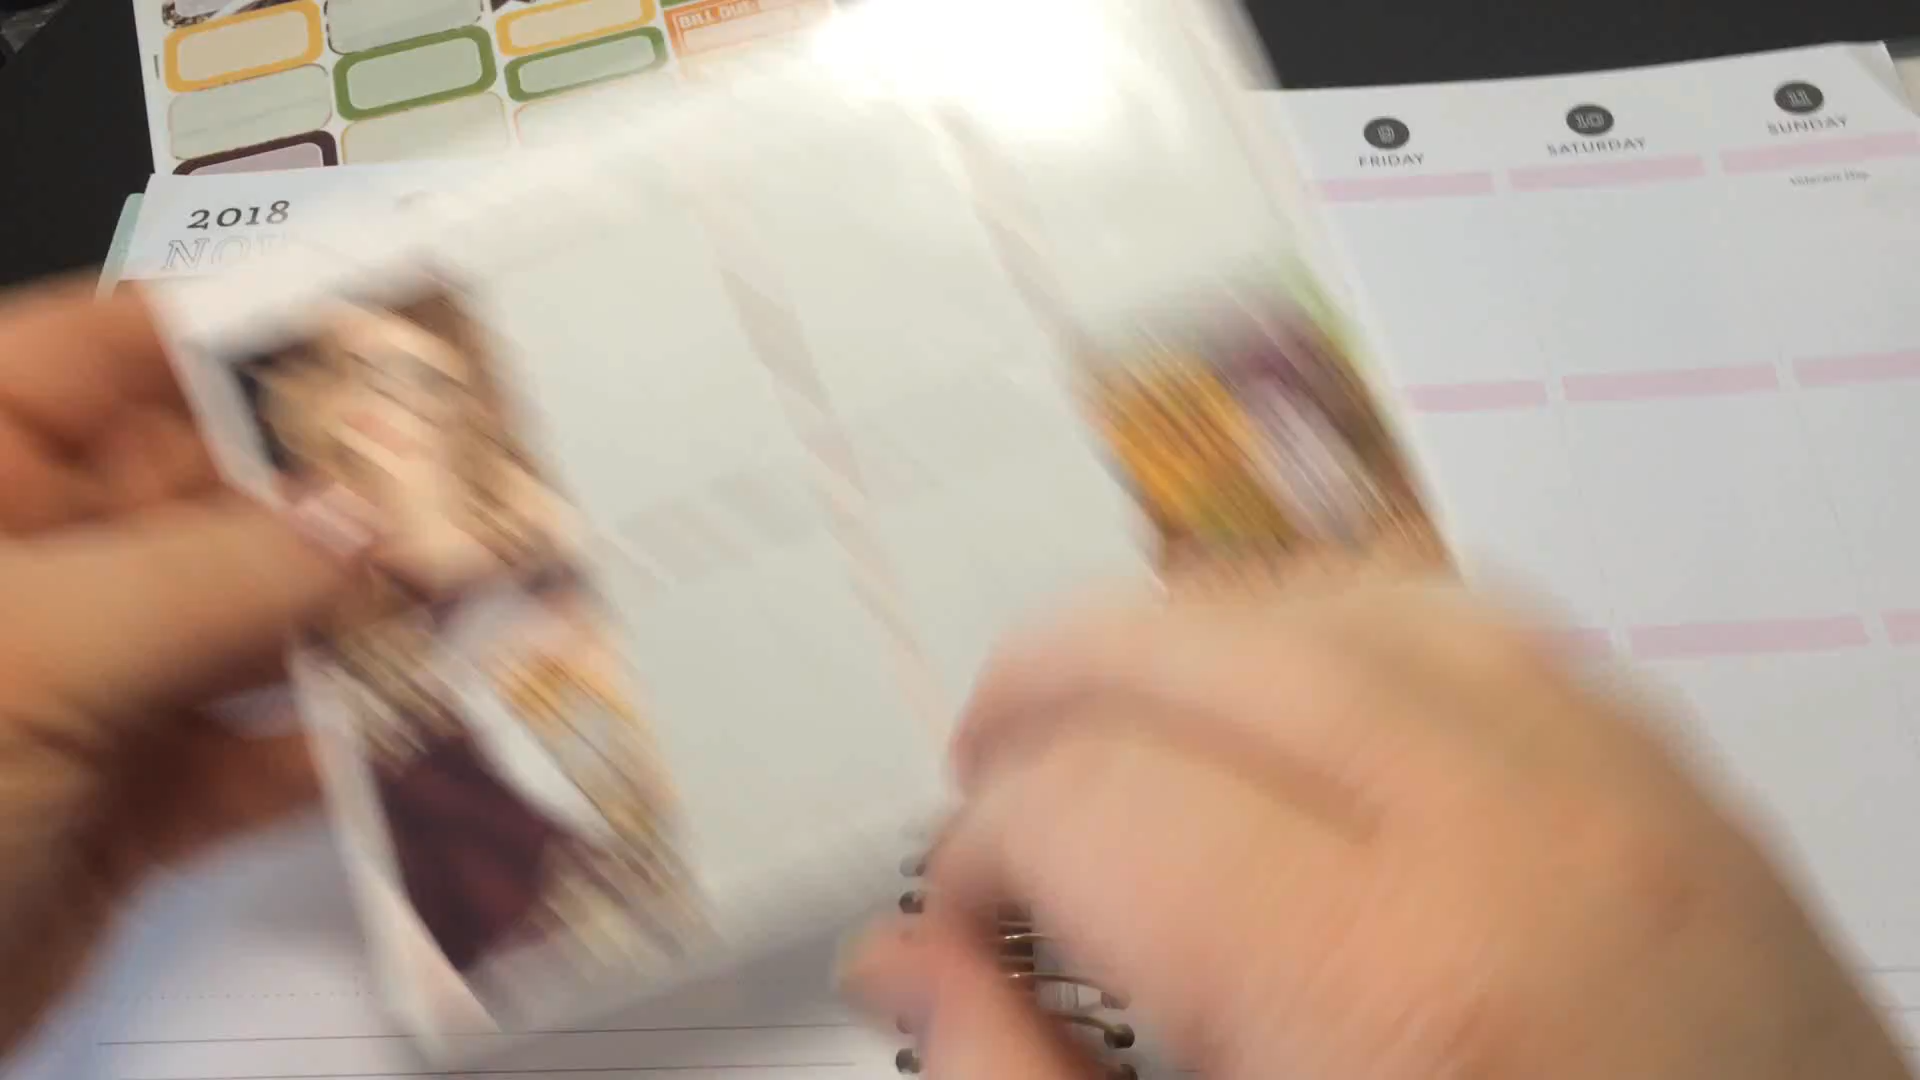 BILL DUE:
2018
NOV
9
FRIDAY
10
SATURDAY
11
SUNDAY
Veterans Day